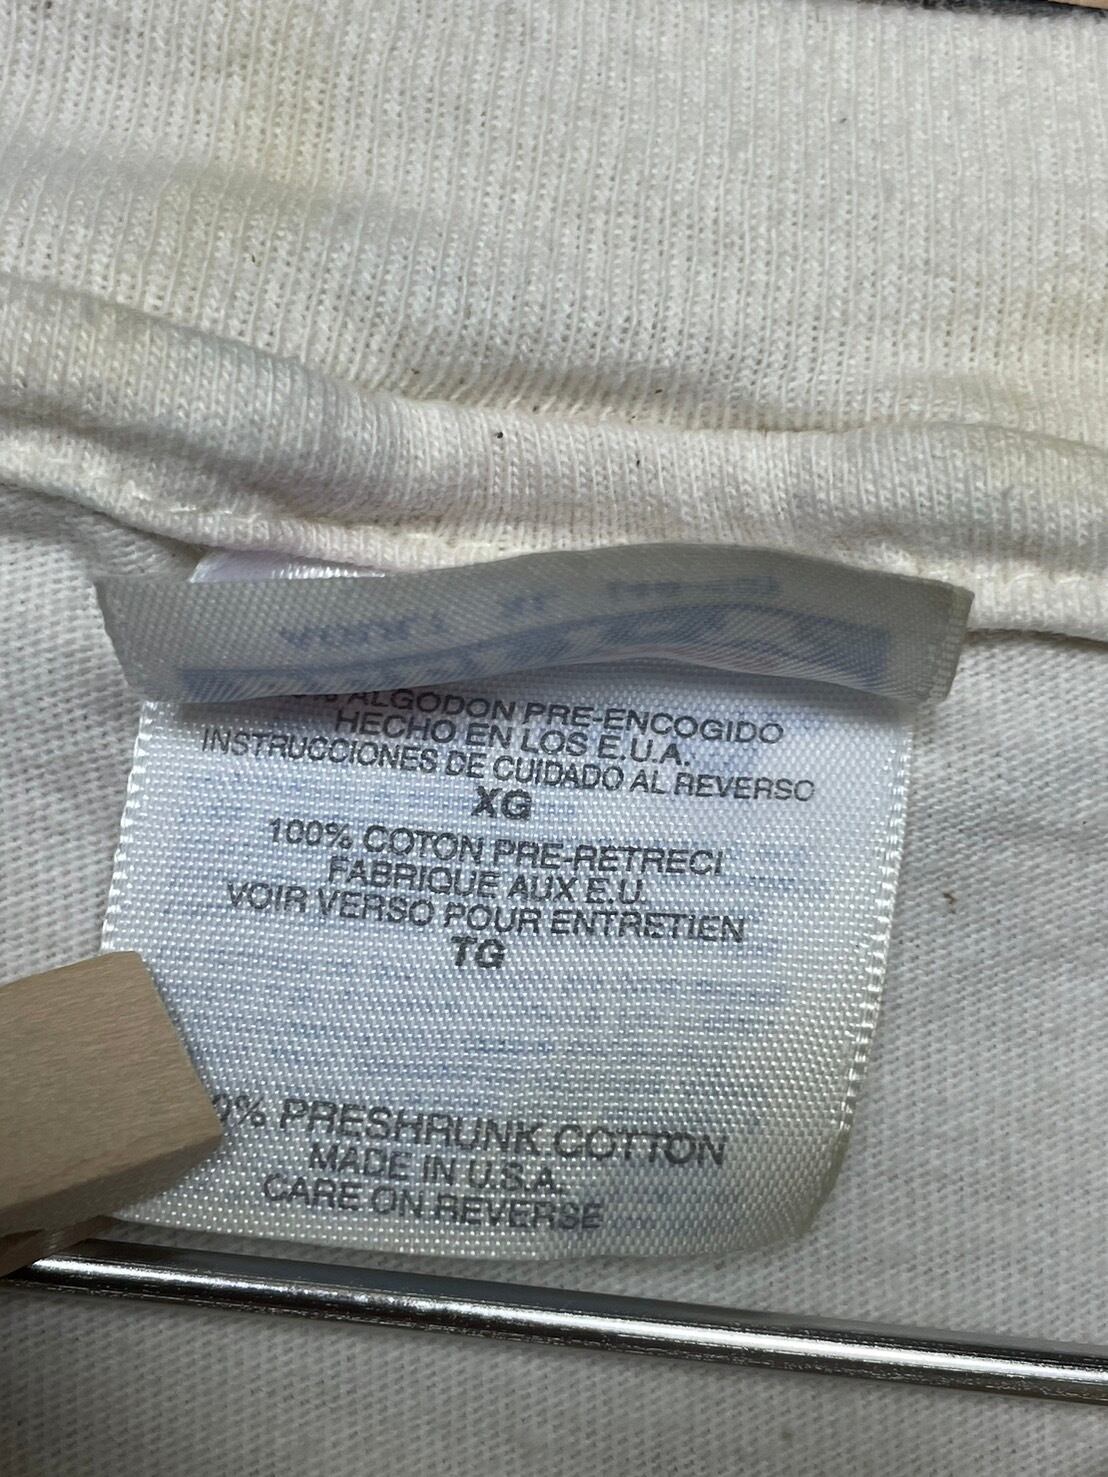 ALGODON PRE-ENCOGIDO
HECHO EN LOS E.U.A.
INSTRUCCIONES DE CUIDADO AL REVERSO
XG
100% COTON PRE-RETRECI
FABRIQUE AUX E.U.
VOIR VERSO POUR ENTRETIEN
TG
PRESHRUNK COTTON
MADE IN U.S.A.
CARE ON REVERSE